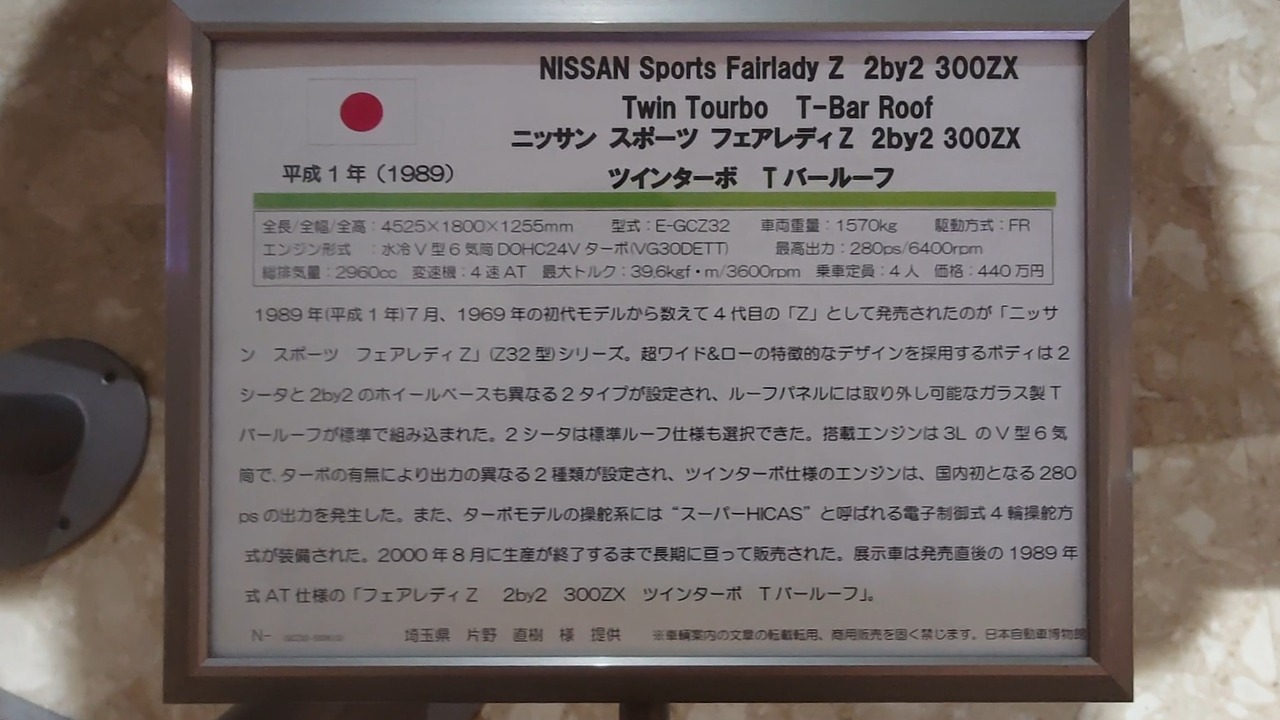 NISSAN Sports Fairlady Z 2by2 300ZX
Twin Tourbo T-Bar Roof
ニッサン スポーツ フェアレディZ 2by2 300ZX
ツインターボ Tバールーフ
平成1年（1989）
全長/全幅/全高：4525×1800×1255mm 型式：E-GCZ32 車両重量：1570kg 駆動方式：FR
エンジン形式 ：水冷V型6気筒DOHC24Vターボ(VG30DETT) 最高出力：280ps/6400rpm
総排気量：2960cc 変速機：4速AT 最大トルク：39.6kgf・m/3600rpm 乗車定員：4人 価格：440万円
1989年(平成1年)7月、1969年の初代モデルから数えて4代目の「Z」として発売されたのが「ニッサ
ン スポーツ フェアレディZ」(Z32型)シリーズ。超ワイド&ローの特徴的なデザインを採用するボディは2
シータと2by2のホイールベースも異なる2タイプが設定され、ルーフパネルには取り外し可能なガラス製T
バールーフが標準で組み込まれた。2シータは標準ルーフ仕様も選択できた。搭載エンジンは3LのV型6気
筒で、ターボの有無により出力の異なる2種類が設定され、ツインターボ仕様のエンジンは、国内初となる280
psの出力を発生した。また、ターボモデルの操舵系には“スーパーHICAS”と呼ばれる電子制御式4輪操舵方
式が装備された。2000年8月に生産が終了するまで長期に亘って販売された。展示車は発売直後の1989年
式AT仕様の「フェアレディZ 2by2 300ZX ツインターボ Tバールーフ」。
N- 埼玉県 片野 直樹 様 提供 ※車輌案内の文章の転載転用、商用販売を固く禁じます。日本自動車博物館